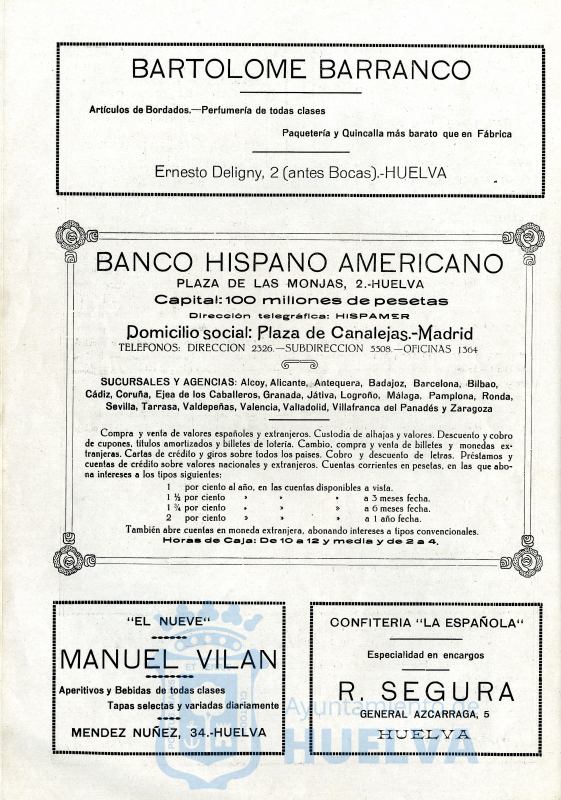 BARTOLOME BARRANCO
Artículos de Bordados.—Perfumería de todas clases
Paquetería y Quincalla más barato que en Fábrica
Ernesto Deligny, 2 (antes Bocas).-HUELVA
BANCO HISPANO AMERICANO
PLAZA DE LAS MONJAS, 2.-HUELVA
Capital: 100 millones de pesetas
Dirección telegráfica: HISPAMER
Domicilio social: Plaza de Canalejas.-Madrid
TELEFONOS: DIRECCION 2326.—SUBDIRECCION 5508.—OFICINAS 1364
SUCURSALES Y AGENCIAS: Alcoy, Alicante, Antequera, Badajoz, Barcelona, Bilbao,
Cádiz, Coruña, Ejea de los Caballeros, Granada, Játiva, Logroño, Málaga, Pamplona, Ronda,
Sevilla, Tarrasa, Valdepeñas, Valencia, Valladolid, Villafranca del Panadés y Zaragoza
Compra y venta de valores españoles y extranjeros. Custodia de alhajas y valores. Descuento y cobro
de cupones, títulos amortizados y billetes de lotería. Cambio, compra y venta de billetes y monedas ex-
tranjeras. Cartas de crédito y giros sobre todos los países. Cobro y descuento de letras. Préstamos y
cuentas de crédito sobre valores nacionales y extranjeros. Cuentas corrientes en pesetas, en las que abo-
na intereses a los tipos siguientes:
1 por ciento al año, en las cuentas disponibles a vista.
1 ½ por ciento » » » a 3 meses fecha.
1 ¾ por ciento » » » a 6 meses fecha.
2 por ciento » » » a 1 año fecha.
También abre cuentas en moneda extranjera, abonando intereses a tipos convencionales.
Horas de Caja: De 10 a 12 y media y de 2 a 4.
"EL NUEVE"
MANUEL VILAN
Aperitivos y Bebidas de todas clases
Tapas selectas y variadas diariamente
MENDEZ NUÑEZ, 34.-HUELVA
CONFITERIA "LA ESPAÑOLA"
Especialidad en encargos
R. SEGURA
GENERAL AZCARRAGA, 5
HUELVA
Ayuntamiento de
HUELVA